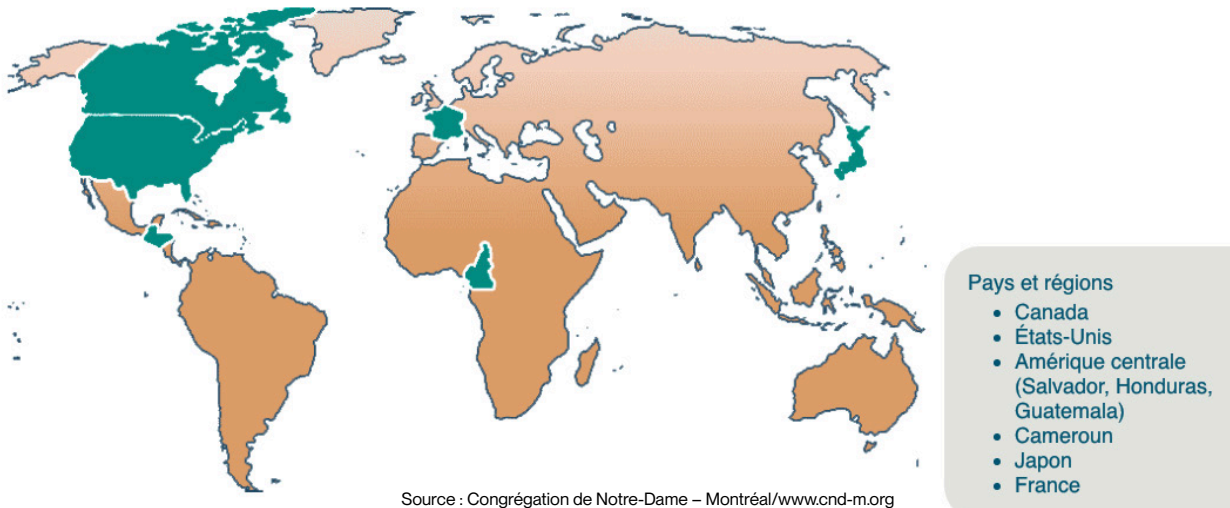 Pays et régions
• Canada
• États-Unis
• Amérique centrale
(Salvador, Honduras,
Guatemala)
• Cameroun
• Japon
• France
Source : Congrégation de Notre-Dame – Montréal/www.cnd-m.org